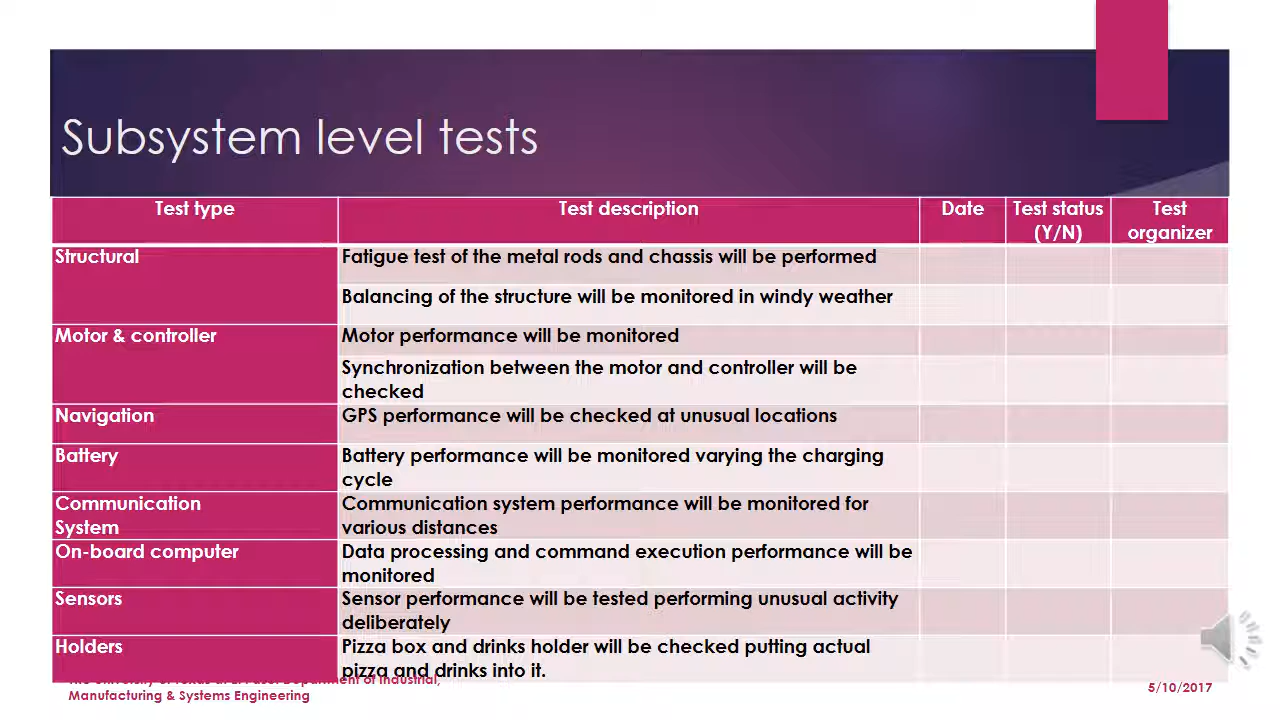 Subsystem level tests
Test type
Test description
Date
Test status
(Y/N)
Test
organizer
Structural
Fatigue test of the metal rods and chassis will be performed
Balancing of the structure will be monitored in windy weather
Motor & controller
Motor performance will be monitored
Synchronization between the motor and controller will be
checked
Navigation
GPS performance will be checked at unusual locations
Battery
Battery performance will be monitored varying the charging
cycle
Communication
System
Communication system performance will be monitored for
various distances
On-board computer
Data processing and command execution performance will be
monitored
Sensors
Sensor performance will be tested performing unusual activity
deliberately
Holders
Pizza box and drinks holder will be checked putting actual
pizza and drinks into it.
Department of Industrial,
Manufacturing & Systems Engineering
5/10/2017